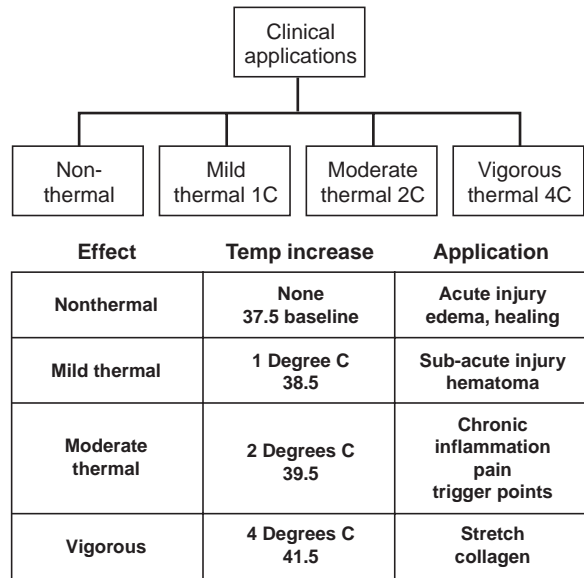 Clinical
applications
Non-
thermal
Mild
thermal 1C
Moderate
thermal 2C
Vigorous
thermal 4C
Effect Temp increase Application
Nonthermal
None
37.5 baseline
Acute injury
edema, healing
Mild thermal
1 Degree C
38.5
Sub-acute injury
hematoma
Moderate
thermal
2 Degrees C
39.5
Chronic
inflammation
pain
trigger points
Vigorous
4 Degrees C
41.5
Stretch
collagen